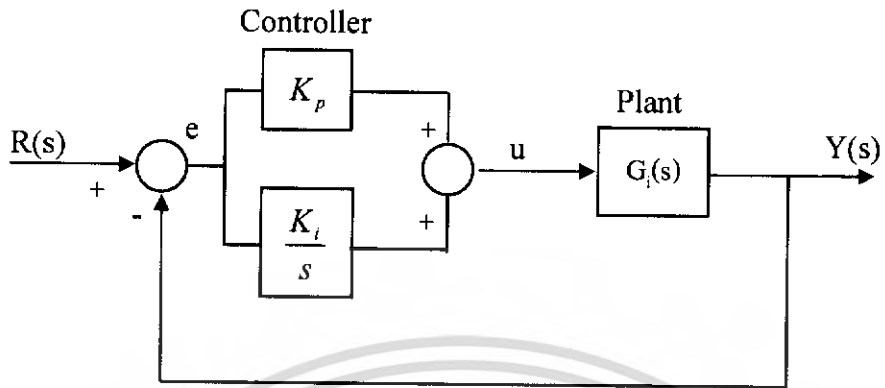 Controller
K_p
Plant
R(s)
e
+
u
G_i(s)
Y(s)
+
-
+
K_i
s